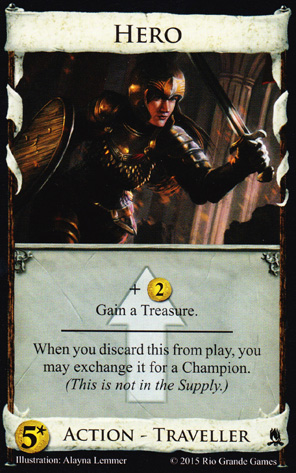 HERO
+ 2
Gain a Treasure.
When you discard this from play, you
may exchange it for a Champion.
(This is not in the Supply.)
5* ACTION - TRAVELLER
Illustration: Alayna Lemmer © 2015 Rio Grande Games